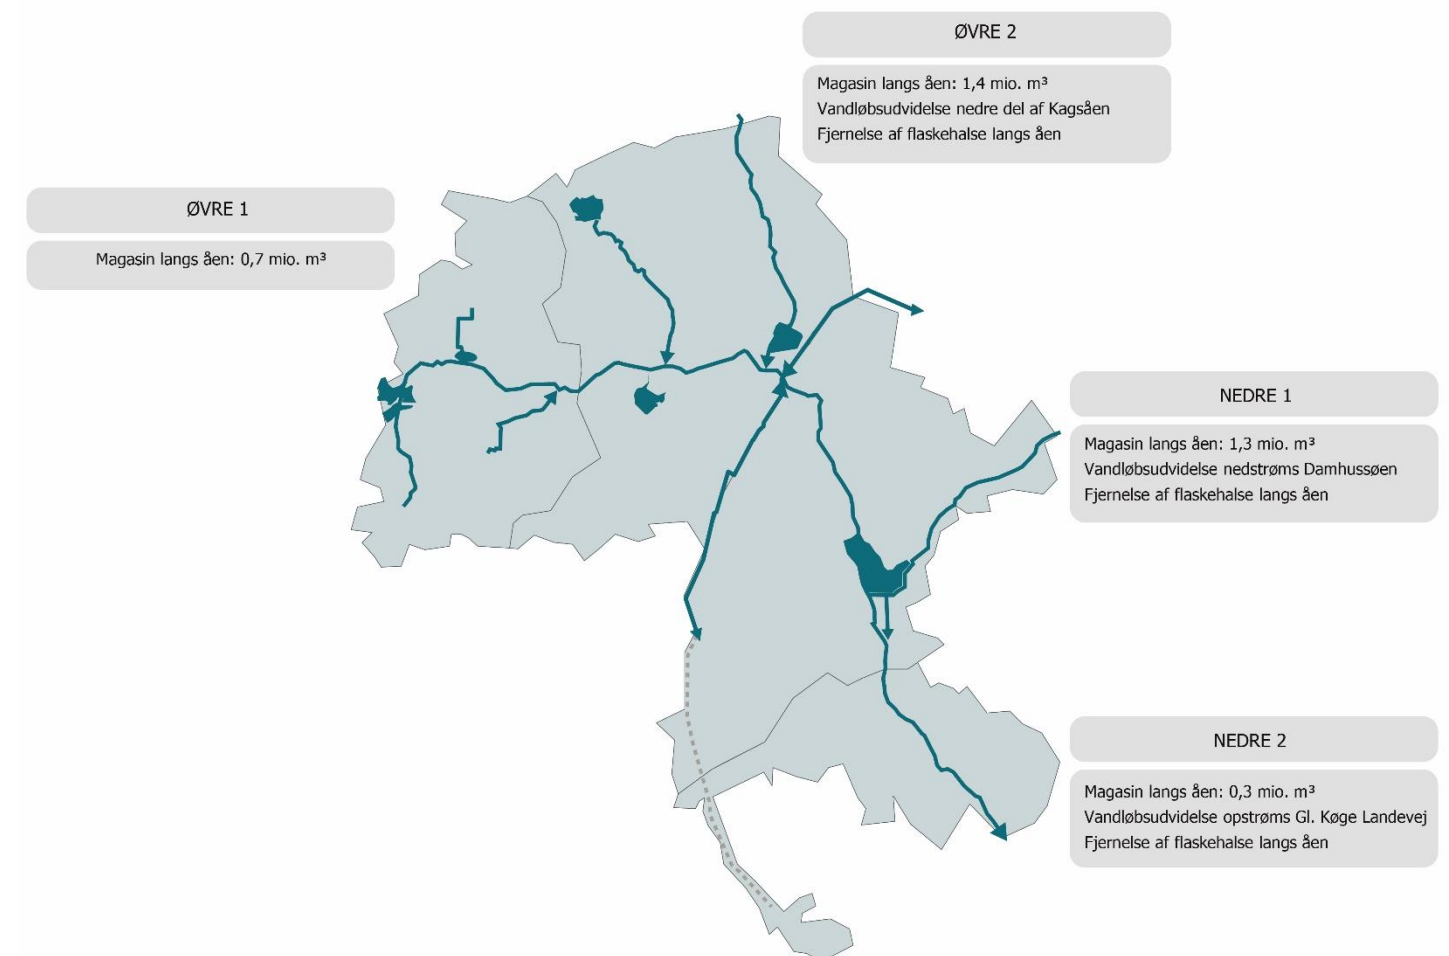 ØVRE 2
Magasin langs åen: 1,4 mio. m³
Vandløbsudvidelse nedre del af Kagsåen
Fjernelse af flaskehalse langs åen
ØVRE 1
Magasin langs åen: 0,7 mio. m³
NEDRE 1
Magasin langs åen: 1,3 mio. m³
Vandløbsudvidelse nedstrøms Damhussøen
Fjernelse af flaskehalse langs åen
NEDRE 2
Magasin langs åen: 0,3 mio. m³
Vandløbsudvidelse opstrøms Gl. Køge Landevej
Fjernelse af flaskehalse langs åen